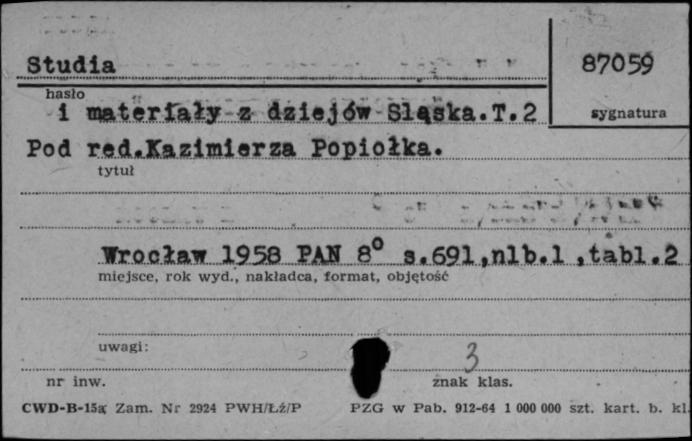 Studia
87059
hasło
i materiały z dziejów Śląska.T.2
sygnatura
Pod red.Kazimierza Popiołka.
tytuł
Wrocław 1958 PAN 8° s.691,nlb.1 ,tabl.2
miejsce, rok wyd., nakładca, format, objętość
uwagi:
3
nr inw.
znak klas.
CWD-B-15a Zam. Nr 2924 PWH/Łź/P
PZG w Pab. 912-64 1 000 000 szt. kart. b. kl.